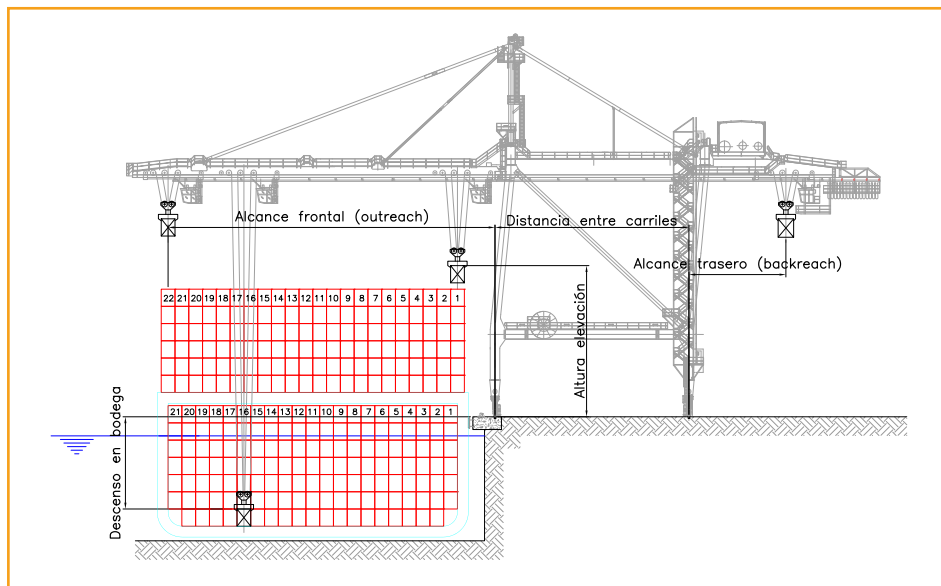 Alcance frontal (outreach)
Distancia entre carriles
Alcance trasero (backreach)
Altura elevación
22 21 20 19 18 17 16 15 14 13 12 11 10 9 8 7 6 5 4 3 2 1
Descenso en bodega
21 20 19 18 17 16 15 14 13 12 11 10 9 8 7 6 5 4 3 2 1